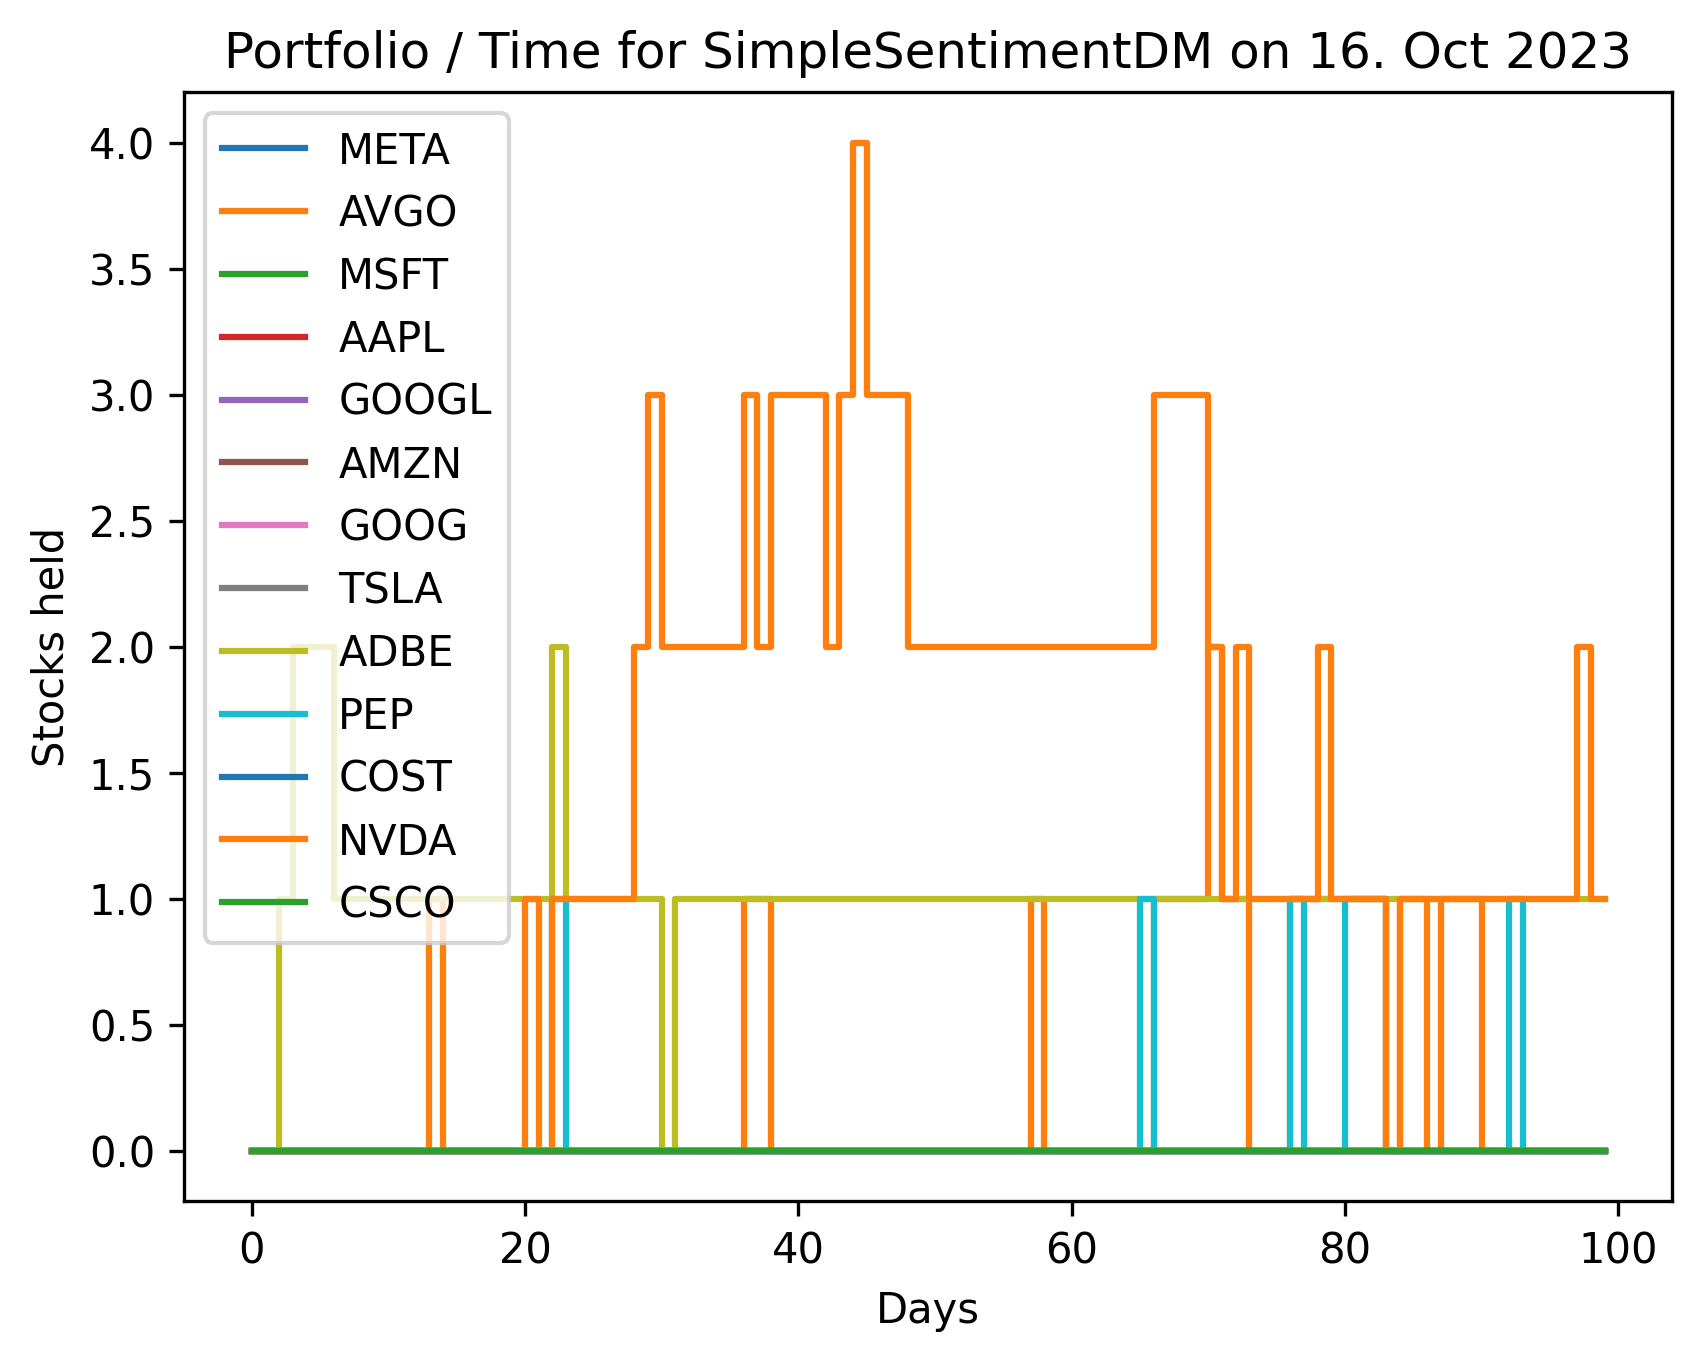 Portfolio / Time for SimpleSentimentDM on 16. Oct 2023
4.0
3.5
3.0
2.5
2.0
1.5
1.0
0.5
0.0
Stocks held
META
AVGO
MSFT
AAPL
GOOGL
AMZN
GOOG
TSLA
ADBE
PEP
COST
NVDA
CSCO
0
20
40
60
80
100
Days